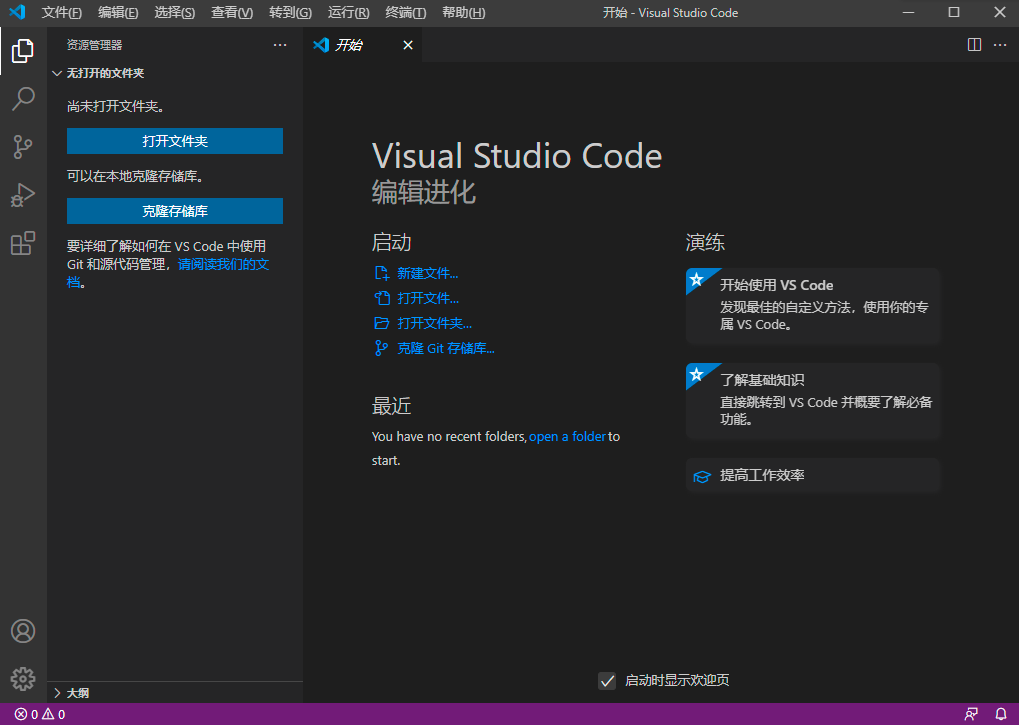 文件(F) 编辑(E) 选择(S) 查看(V) 转到(G) 运行(R) 终端(T) 帮助(H) 开始 - Visual Studio Code
资源管理器
无打开的文件夹
尚未打开文件夹。
打开文件夹
可以在本地克隆存储库。
克隆存储库
要详细了解如何在 VS Code 中使用
Git 和源代码管理，请阅读我们的文
档。
大纲
开始
Visual Studio Code
编辑进化
启动
新建文件...
打开文件...
打开文件夹...
克隆 Git 存储库...
最近
You have no recent folders, open a folder to
start.
演练
开始使用 VS Code
发现最佳的自定义方法，使用你的专
属 VS Code。
了解基础知识
直接跳转到 VS Code 并概要了解必备
功能。
提高工作效率
启动时显示欢迎页
0 0